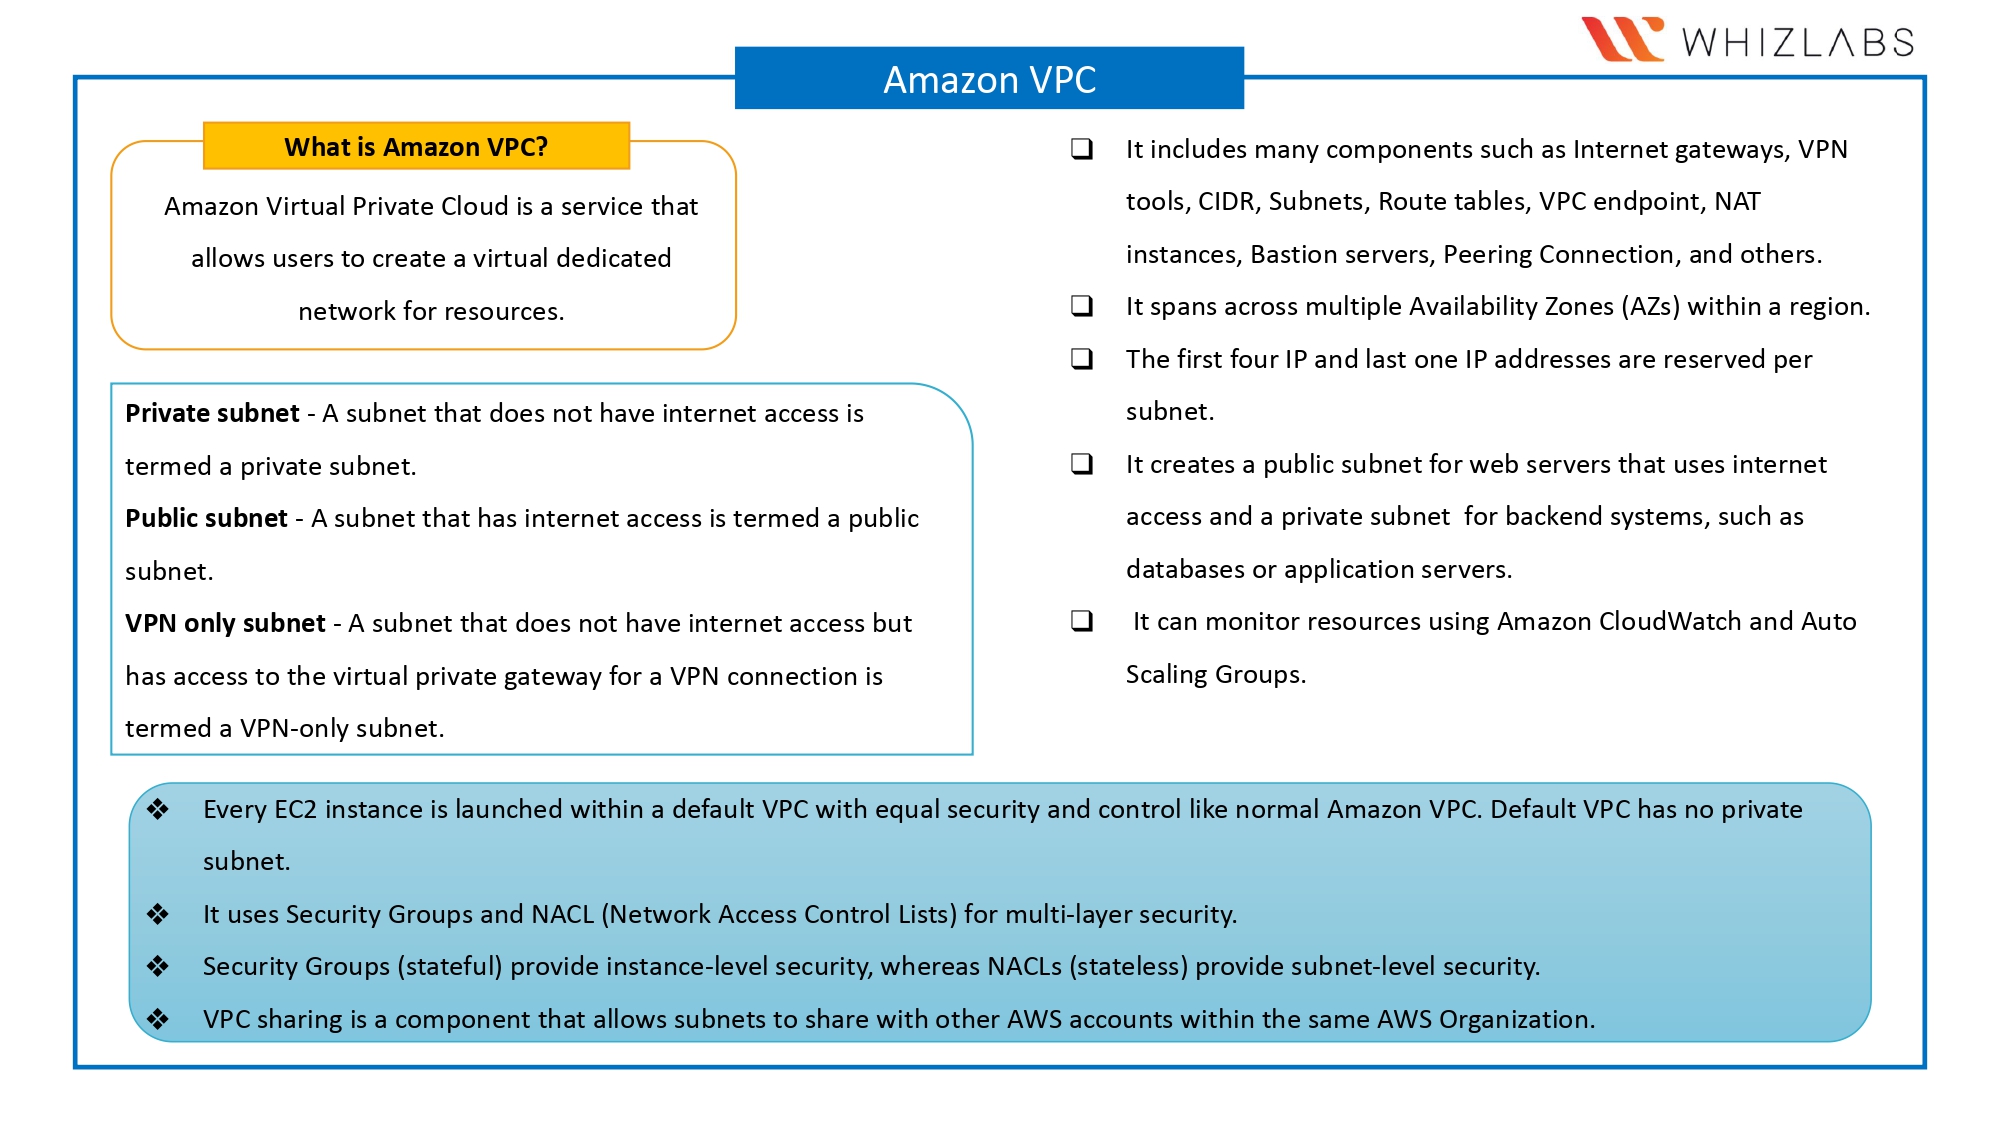 WHIZLABS
Amazon VPC
What is Amazon VPC?
Amazon Virtual Private Cloud is a service that
allows users to create a virtual dedicated
network for resources.
Private subnet - A subnet that does not have internet access is
termed a private subnet.
Public subnet - A subnet that has internet access is termed a public
subnet.
VPN only subnet - A subnet that does not have internet access but
has access to the virtual private gateway for a VPN connection is
termed a VPN-only subnet.
❑ It includes many components such as Internet gateways, VPN
tools, CIDR, Subnets, Route tables, VPC endpoint, NAT
instances, Bastion servers, Peering Connection, and others.
❑ It spans across multiple Availability Zones (AZs) within a region.
❑ The first four IP and last one IP addresses are reserved per
subnet.
❑ It creates a public subnet for web servers that uses internet
access and a private subnet  for backend systems, such as
databases or application servers.
❑ It can monitor resources using Amazon CloudWatch and Auto
Scaling Groups.
❖ Every EC2 instance is launched within a default VPC with equal security and control like normal Amazon VPC. Default VPC has no private
subnet.
❖ It uses Security Groups and NACL (Network Access Control Lists) for multi-layer security.
❖ Security Groups (stateful) provide instance-level security, whereas NACLs (stateless) provide subnet-level security.
❖ VPC sharing is a component that allows subnets to share with other AWS accounts within the same AWS Organization.